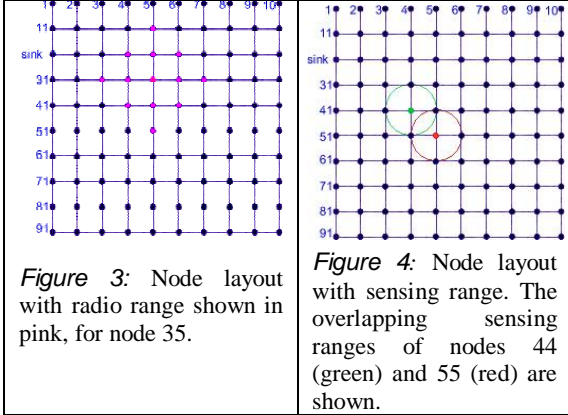 1 2 3 4 5 6 7 8 9 10
11
sink
31
41
51
61
71
81
91
Figure 3: Node layout
with radio range shown in
pink, for node 35.
1 2 3 4 5 6 7 8 9 10
11
sink
31
41
51
61
71
81
91
Figure 4: Node layout
with sensing range. The
overlapping sensing
ranges of nodes 44
(green) and 55 (red) are
shown.